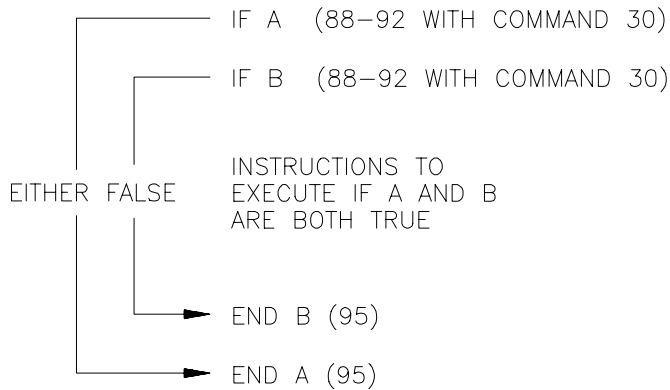 IF A (88-92 WITH COMMAND 30)
IF B (88-92 WITH COMMAND 30)
INSTRUCTIONS TO
EITHER FALSE EXECUTE IF A AND B
ARE BOTH TRUE
END B (95)
END A (95)